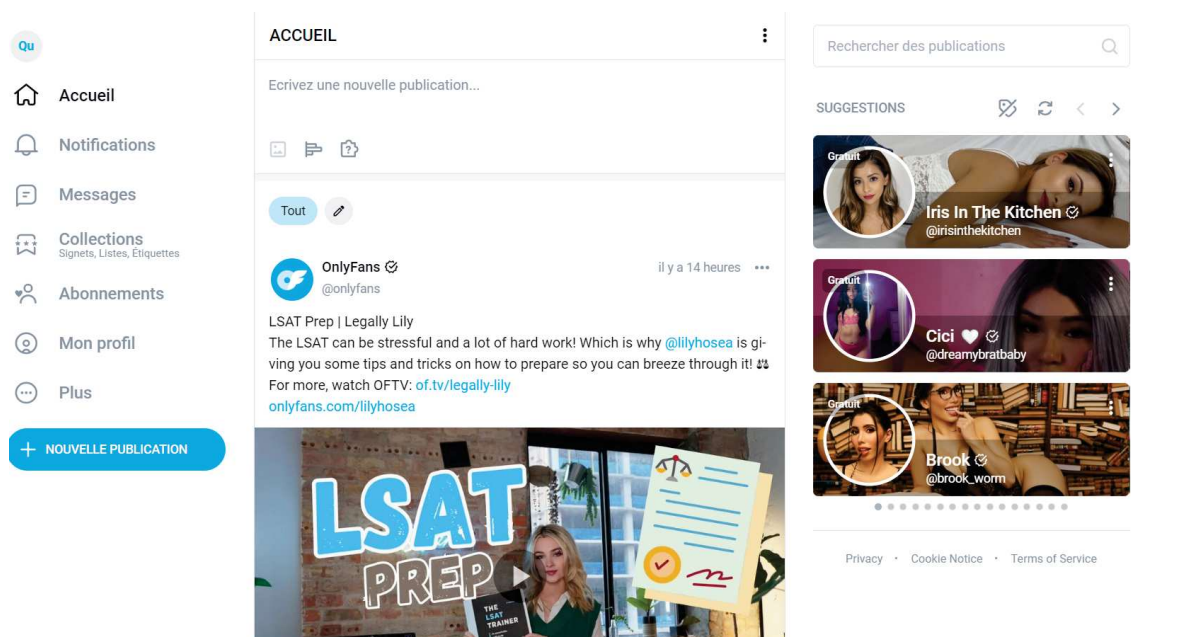 Qu
Accueil
Notifications
Messages
Collections
Signets, Listes, Étiquettes
Abonnements
Mon profil
Plus
NOUVELLE PUBLICATION
ACCUEIL
Ecrivez une nouvelle publication...
Tout
OnlyFans
@onlyfans
il y a 14 heures
LSAT Prep | Legally Lily
The LSAT can be stressful and a lot of hard work! Which is why @lilyhosea is gi-
ving you some tips and tricks on how to prepare so you can breeze through it!
For more, watch OFTV: of.tv/legally-lily
onlyfans.com/lilyhosea
LSAT
PREP
THE
LSAT
TRAINER
Rechercher des publications
SUGGESTIONS
Gratuit
Iris In The Kitchen
@irisinthekitchen
Gratuit
Cici
@dreamybratbaby
Gratuit
Brook
@brook_worm
Privacy · Cookie Notice · Terms of Service